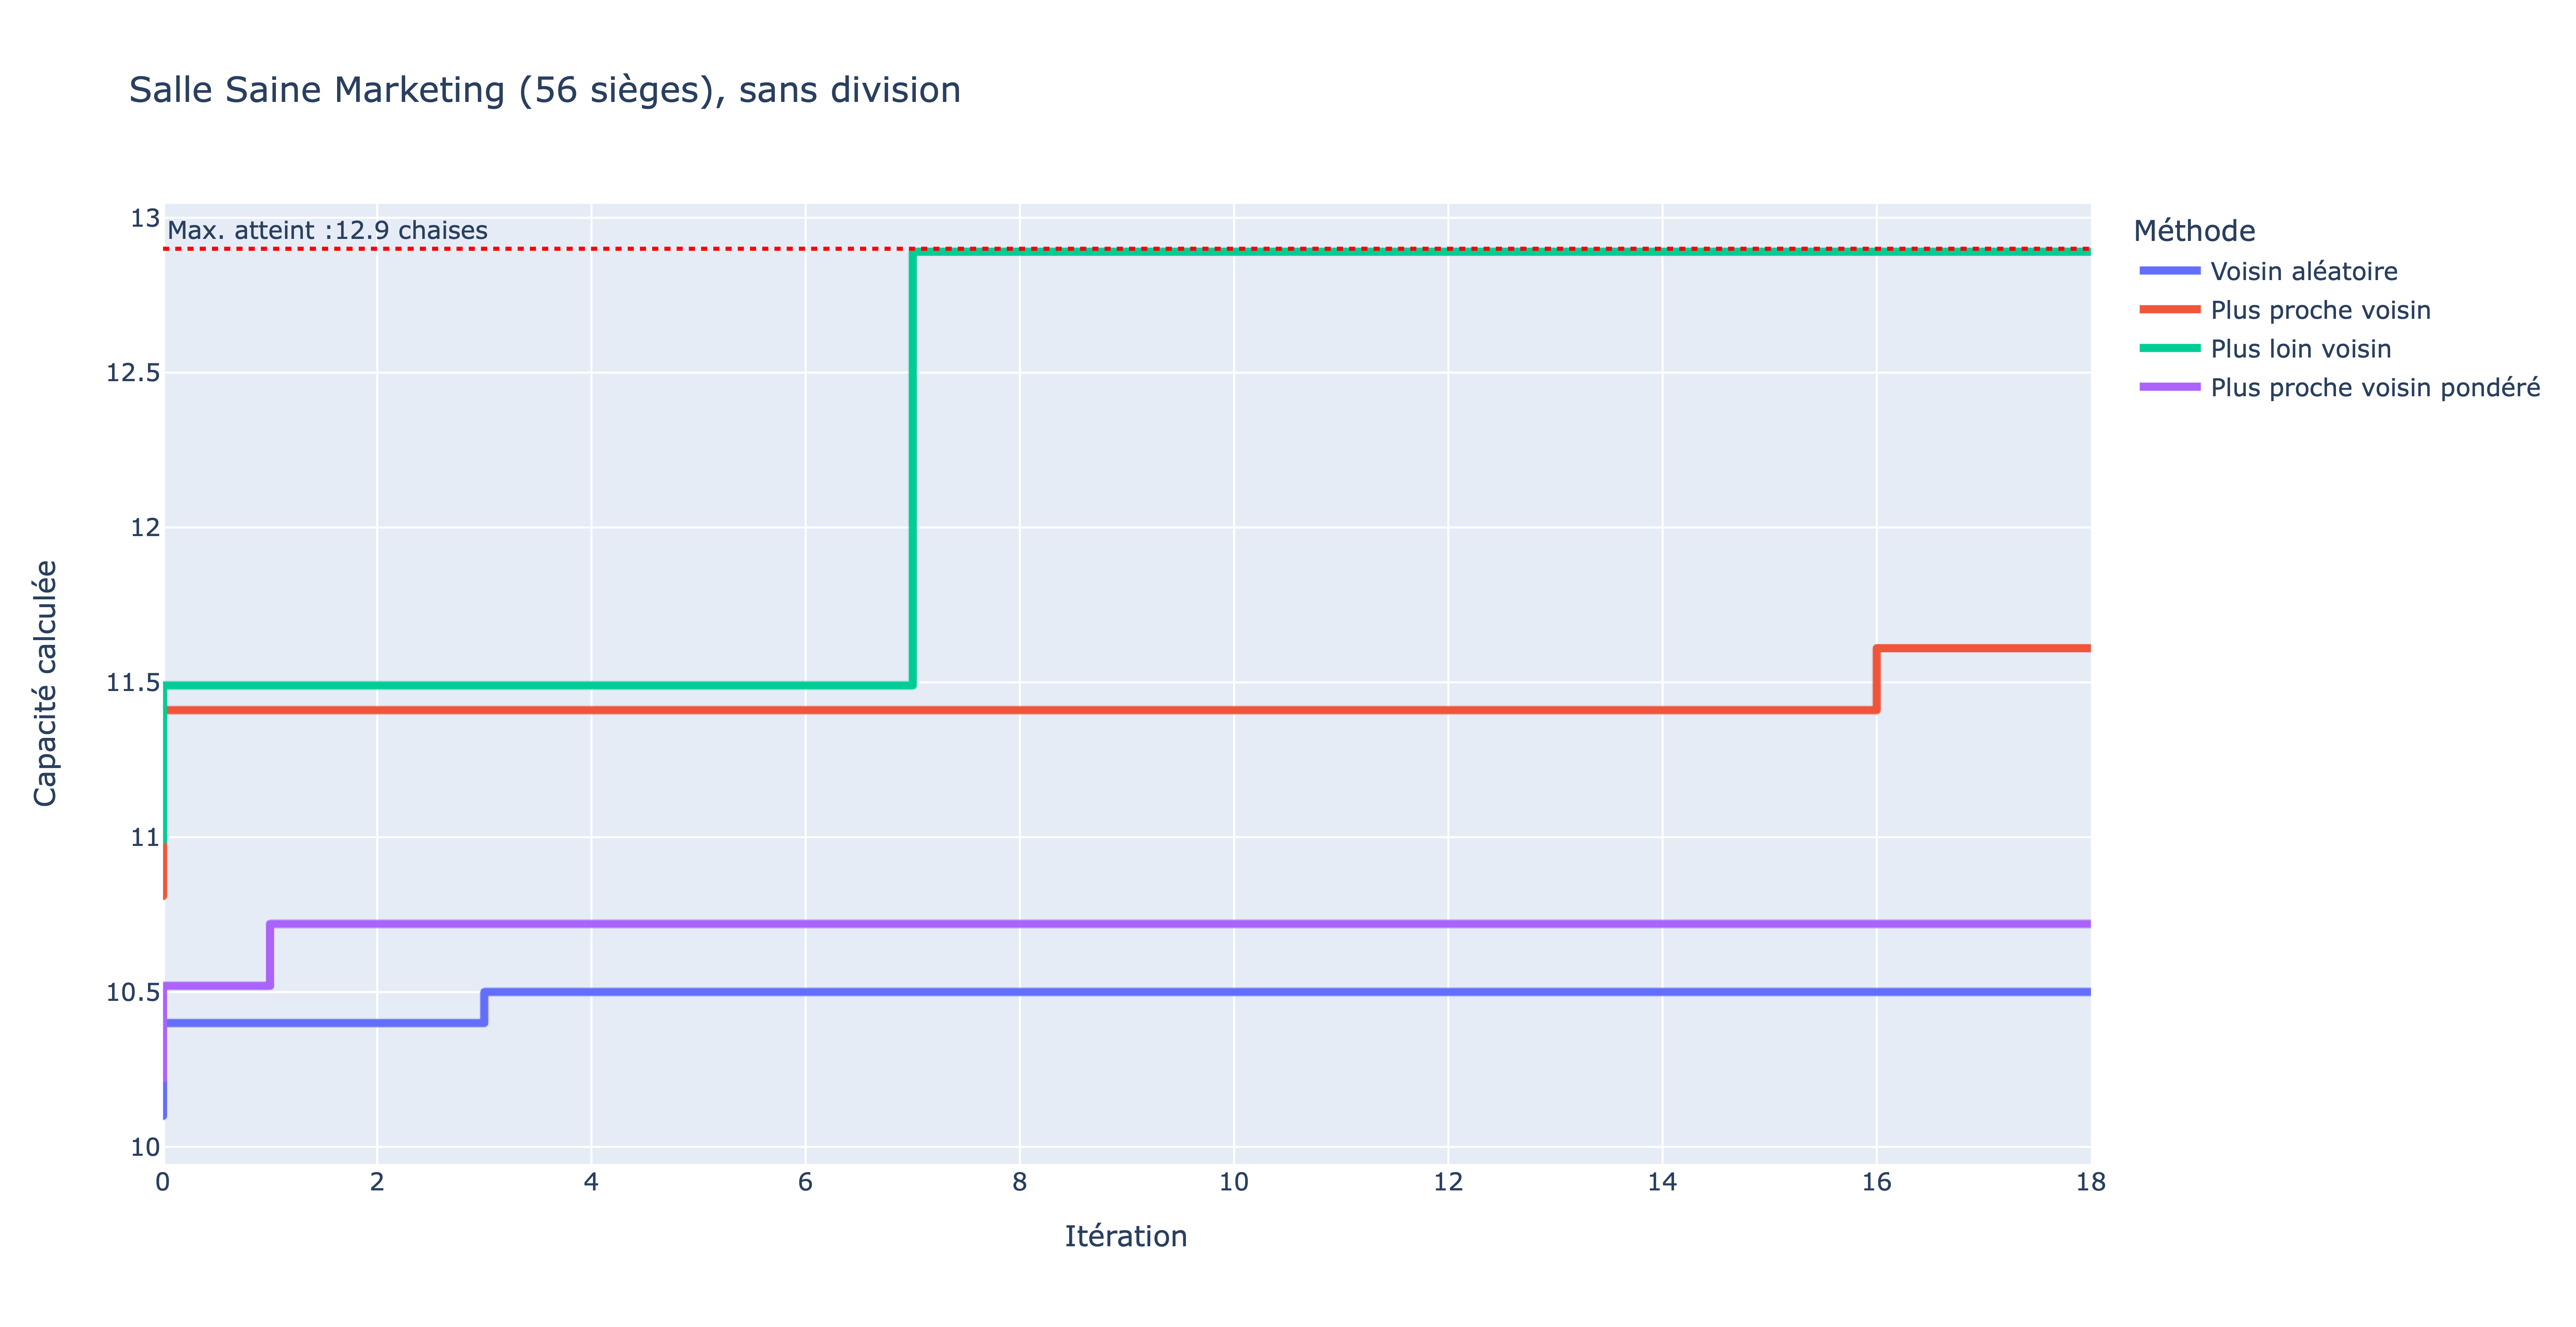 Salle Saine Marketing (56 sièges), sans division
13
Max. atteint :12.9 chaises
12.5
12
11.5
11
10.5
10
Capacité calculée
0 2 4 6 8 10 12 14 16 18
Itération
Méthode
Voisin aléatoire
Plus proche voisin
Plus loin voisin
Plus proche voisin pondéré